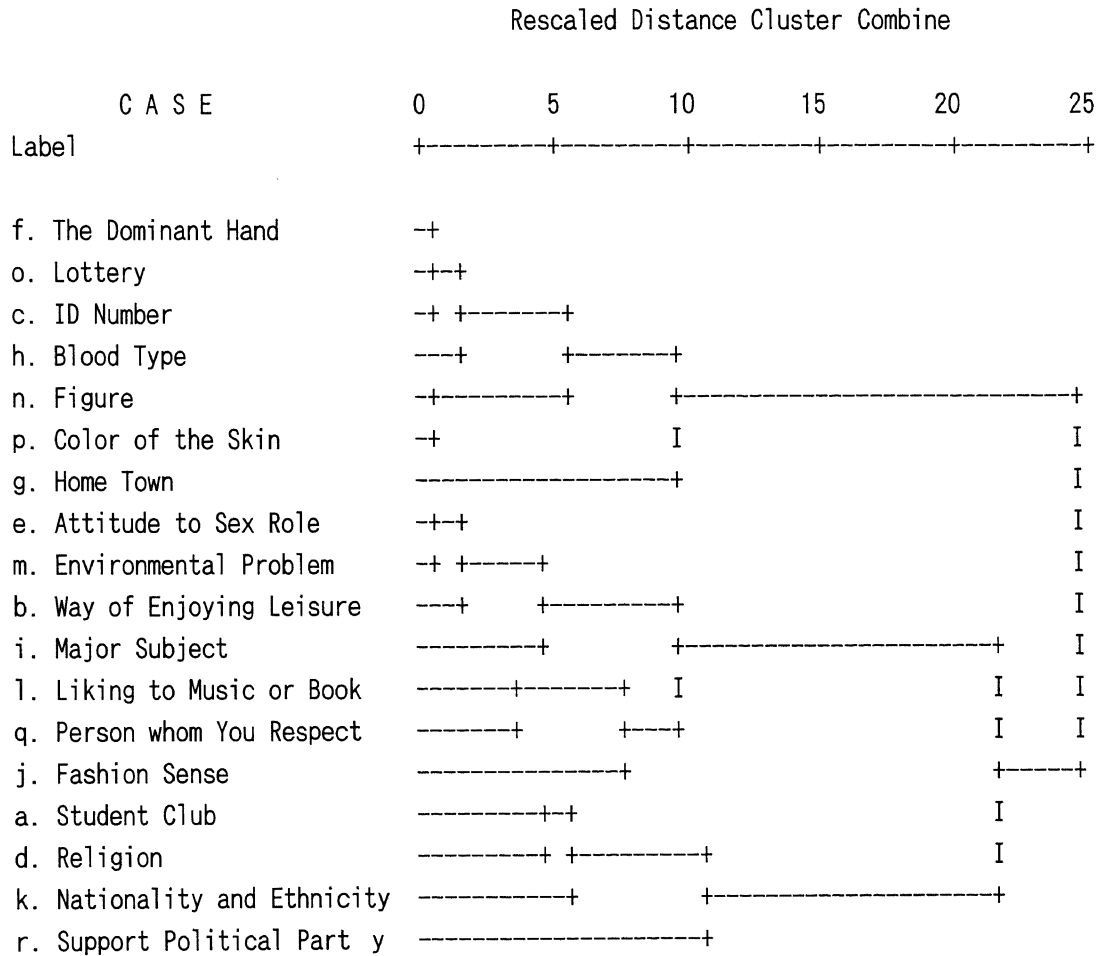 Rescaled Distance Cluster Combine
C A S E 0 5 10 15 20 25
Label +---------+---------+---------+---------+---------+
f. The Dominant Hand -+
o. Lottery -+-+
c. ID Number -+ +-------+
h. Blood Type ---+ +-------+
n. Figure -+---------+ +-----------------------------+
p. Color of the Skin -+ I I
g. Home Town -------------------+ I
e. Attitude to Sex Role -+-+ I
m. Environmental Problem -+ +-----+ I
b. Way of Enjoying Leisure ---+ +---------+ I
i. Major Subject ---------+ +-----------------------+ I
l. Liking to Music or Book -------+-------+ I I I
q. Person whom You Respect -------+ +---+ I I
j. Fashion Sense ---------------+ +-----+
a. Student Club ---------+-+ I
d. Religion ---------+ +---------+ I
k. Nationality and Ethnicity -----------+ +---------------------+
r. Support Political Part y ---------------------+